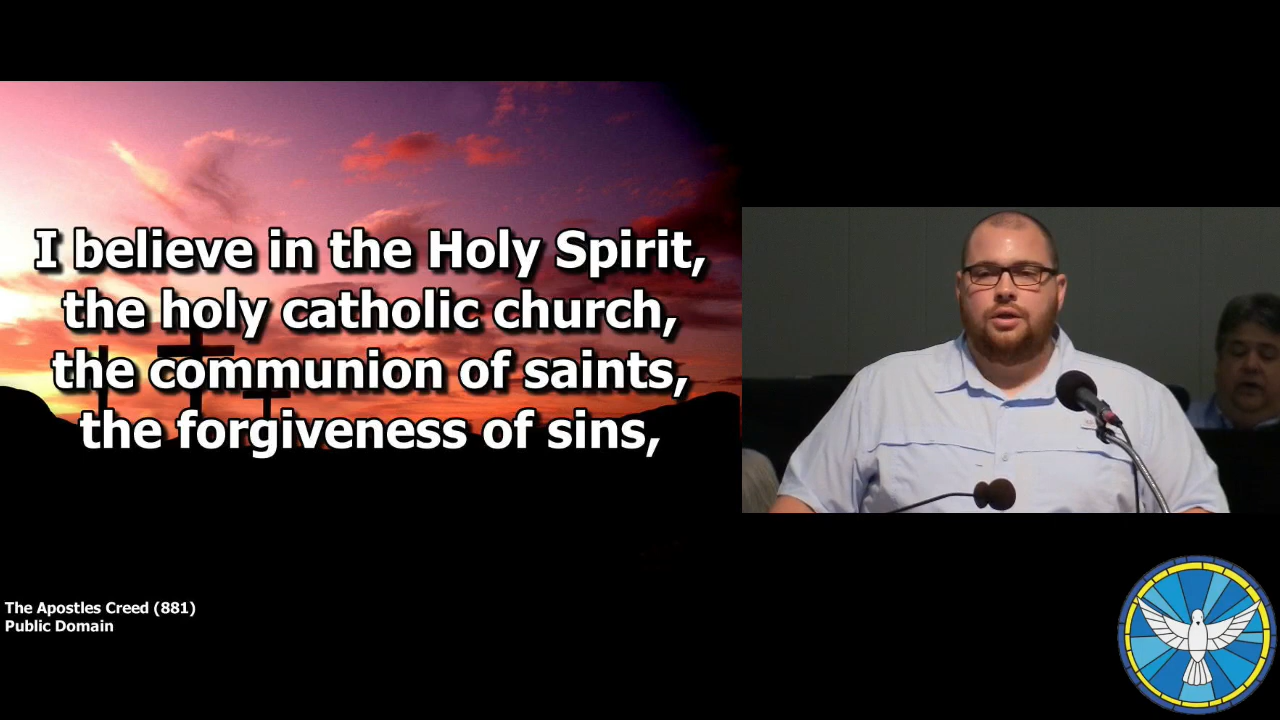 I believe in the Holy Spirit,
the holy catholic church,
the communion of saints,
the forgiveness of sins,
The Apostles Creed (881)
Public Domain